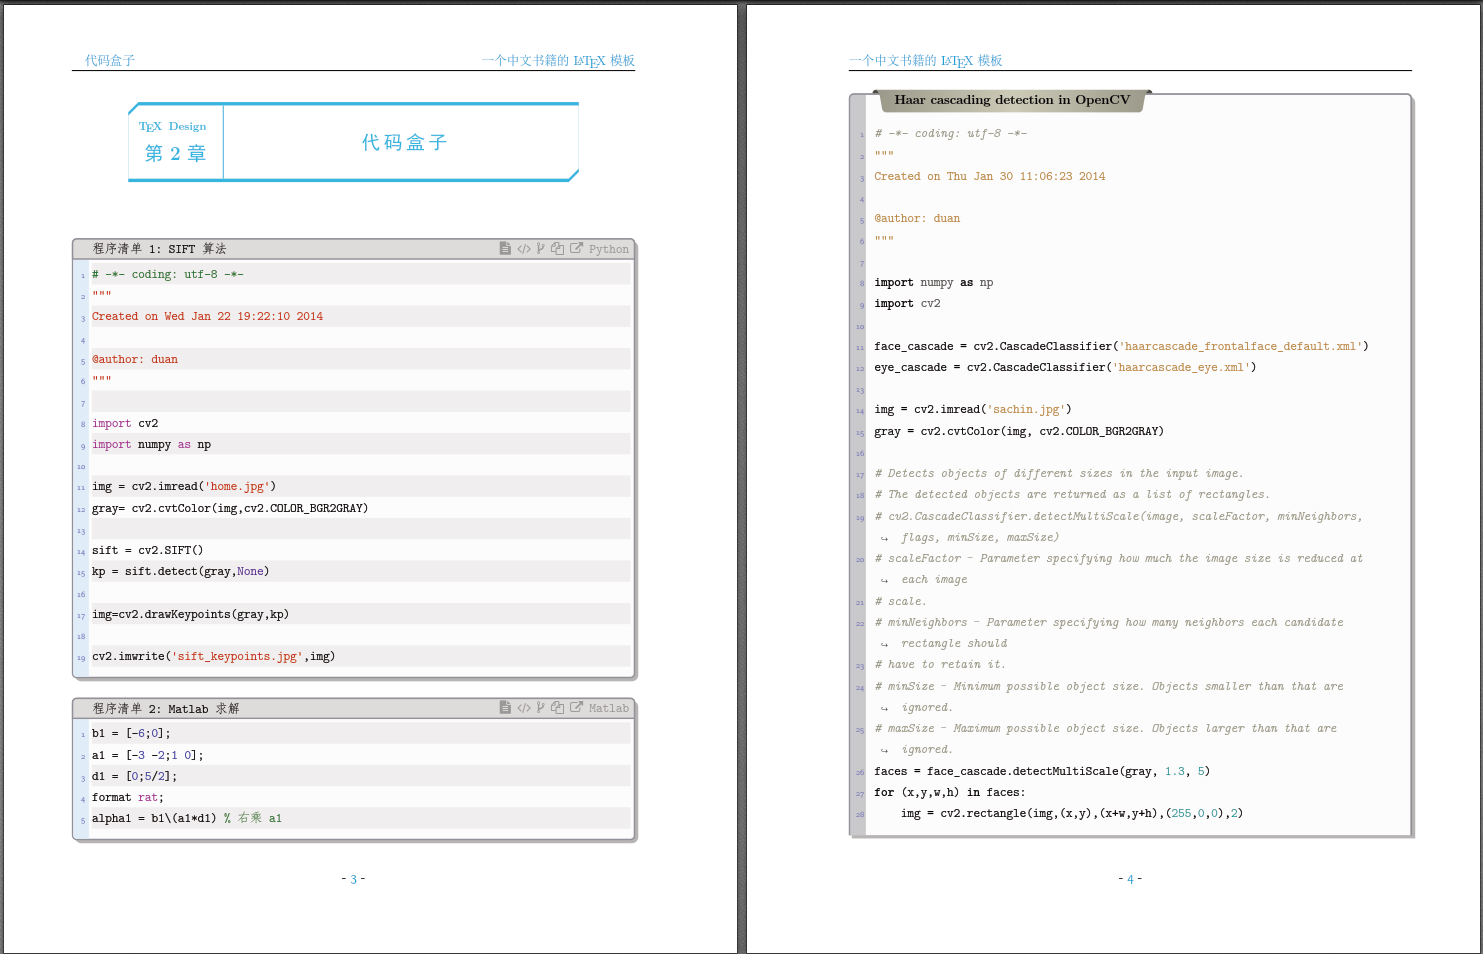 代码盒子 一个中文书籍的 LATEX 模板
TEX Design
第 2 章
代码盒子
程序清单 1: SIFT 算法 Python
1 # -*- coding: utf-8 -*-
2 """
3 Created on Wed Jan 22 19:22:10 2014
4
5 @author: duan
6 """
7
8 import cv2
9 import numpy as np
10
11 img = cv2.imread('home.jpg')
12 gray= cv2.cvtColor(img,cv2.COLOR_BGR2GRAY)
13
14 sift = cv2.SIFT()
15 kp = sift.detect(gray,None)
16
17 img=cv2.drawKeypoints(gray,kp)
18
19 cv2.imwrite('sift_keypoints.jpg',img)
程序清单 2: Matlab 求解 Matlab
1 b1 = [-6;0];
2 a1 = [-3 -2;1 0];
3 d1 = [0;5/2];
4 format rat;
5 alpha1 = b1\(a1*d1) % 右乘 a1
- 3 -
一个中文书籍的 LATEX 模板
Haar cascading detection in OpenCV
1 # -*- coding: utf-8 -*-
2 """
3 Created on Thu Jan 30 11:06:23 2014
4
5 @author: duan
6 """
7
8 import numpy as np
9 import cv2
10
11 face_cascade = cv2.CascadeClassifier('haarcascade_frontalface_default.xml')
12 eye_cascade = cv2.CascadeClassifier('haarcascade_eye.xml')
13
14 img = cv2.imread('sachin.jpg')
15 gray = cv2.cvtColor(img, cv2.COLOR_BGR2GRAY)
16
17 # Detects objects of different sizes in the input image.
18 # The detected objects are returned as a list of rectangles.
19 # cv2.CascadeClassifier.detectMultiScale(image, scaleFactor, minNeighbors,
↪ flags, minSize, maxSize)
20 # scaleFactor - Parameter specifying how much the image size is reduced at
↪ each image
21 # scale.
22 # minNeighbors - Parameter specifying how many neighbors each candidate
↪ rectangle should
23 # have to retain it.
24 # minSize - Minimum possible object size. Objects smaller than that are
↪ ignored.
25 # maxSize - Maximum possible object size. Objects larger than that are
↪ ignored.
26 faces = face_cascade.detectMultiScale(gray, 1.3, 5)
27 for (x,y,w,h) in faces:
28 img = cv2.rectangle(img,(x,y),(x+w,y+h),(255,0,0),2)
- 4 -